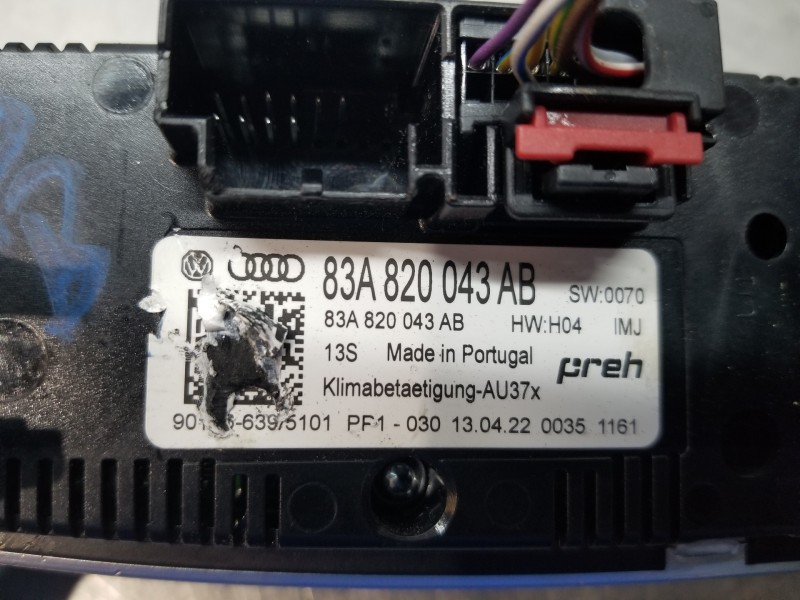 83A 820 043 AB SW:0070
83A 820 043 AB HW:H04 IMJ
13S Made in Portugal preh
Klimabetaetigung-AU37x
PF1 - 030 13.04.22 0035 1161